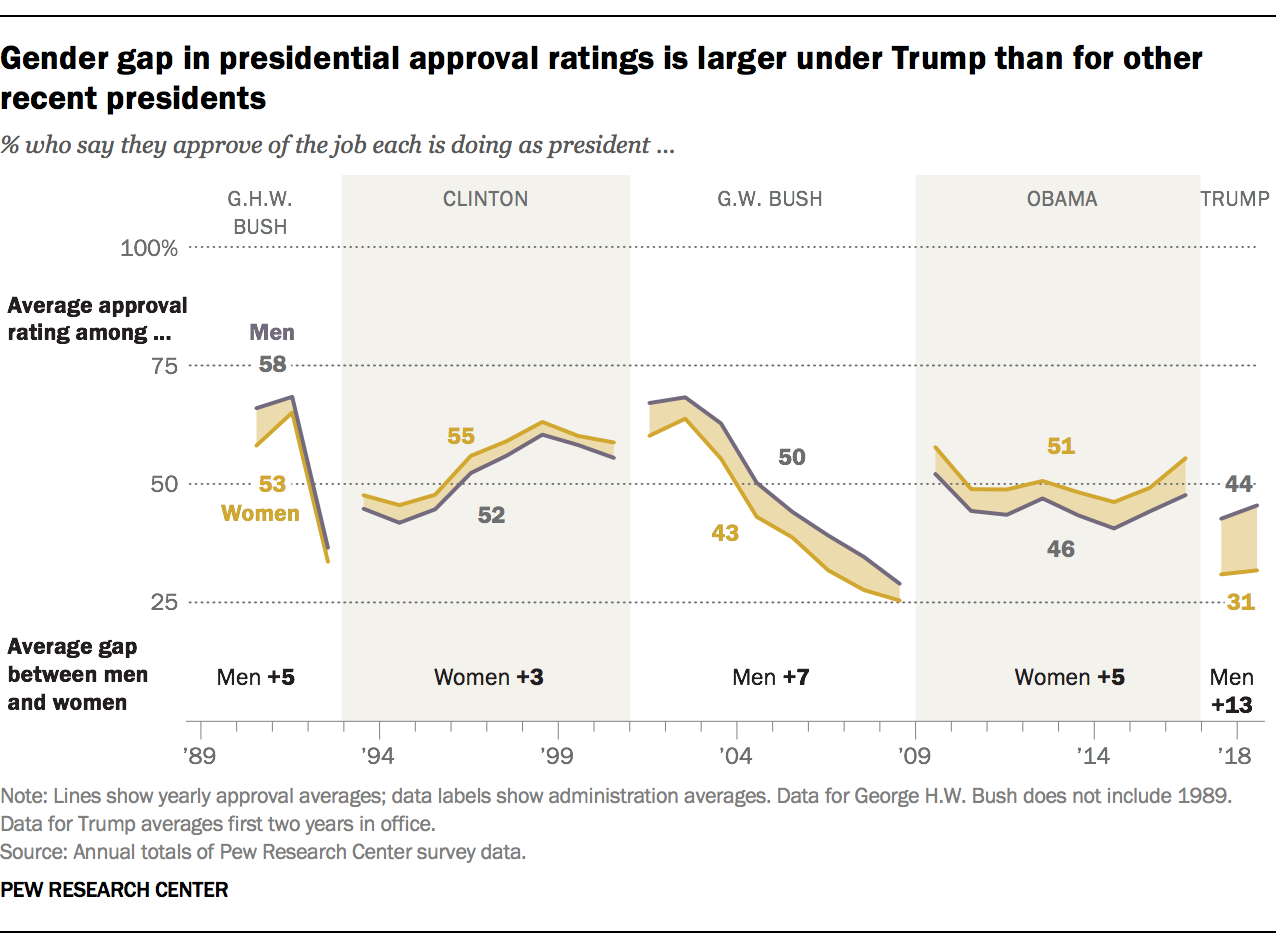 Gender gap in presidential approval ratings is larger under Trump than for other
recent presidents
% who say they approve of the job each is doing as president ...
G.H.W.
BUSH
CLINTON
G.W. BUSH
OBAMA
TRUMP
100%
Average approval
rating among ...
Men
75
58
55
50
51
50
53
44
Women
52
43
46
25
31
Average gap
between men
and women
Men +5
Women +3
Men +7
Women +5
Men
+13
’89
’94
’99
’04
’09
’14
’18
Note: Lines show yearly approval averages; data labels show administration averages. Data for George H.W. Bush does not include 1989.
Data for Trump averages first two years in office.
Source: Annual totals of Pew Research Center survey data.
PEW RESEARCH CENTER